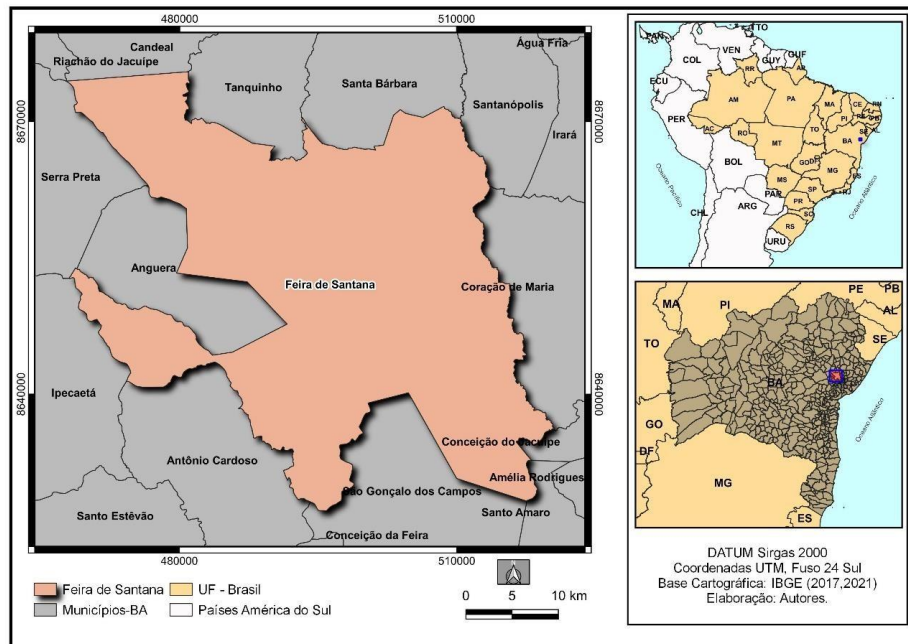 480000
510000
Candeal
Riachão do Jacuipe
Água Fria
Tanquinho
Santa Bárbara
Santanópolis
8670000
8670000
Irará
Serra Preta
Anguera
Feira de Santana
Coração de Maria
Ipecaetá
8640000
8640000
Conceição do Jacuípe
Antônio Cardoso
Amélia Rodrigues
São Gonçalo dos Campos
Santo Amaro
Santo Estêvão
Conceição da Feira
480000
510000
Feira de Santana
UF - Brasil
Municípios-BA
Países América do Sul
0 5 10 km
PAN
TTO
VEN
GUY
GUF
COL
RR
ECU
AM
PA
MA
CE
RN
PB
PI
PER
AC
RO
TO
AL
SE
BA
MT
GO
DF
BOL
MG
ES
MS
SP
RJ
PAR
PR
CHL
ARG
RS
URU
Oceano Pacífico
Oceano Atlântico
MA
PI
PE
PB
AL
SE
TO
BA
GO
DF
MG
ES
Oceano Atlântico
DATUM Sirgas 2000
Coordenadas UTM, Fuso 24 Sul
Base Cartográfica: IBGE (2017,2021)
Elaboração: Autores.